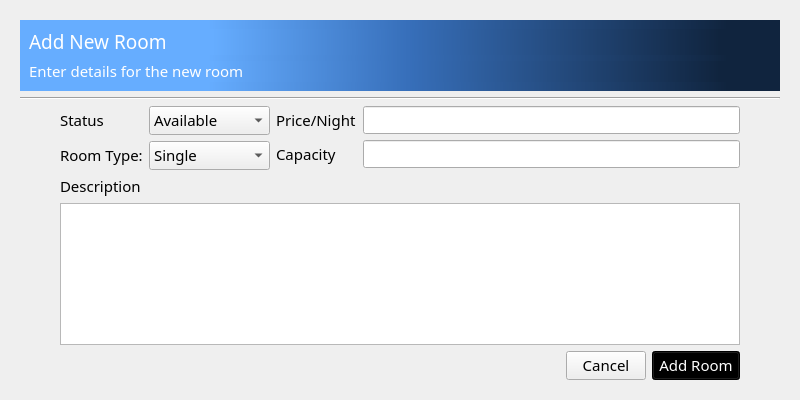 Add New Room
Enter details for the new room
Status Available Price/Night
Room Type: Single Capacity
Description
Cancel Add Room